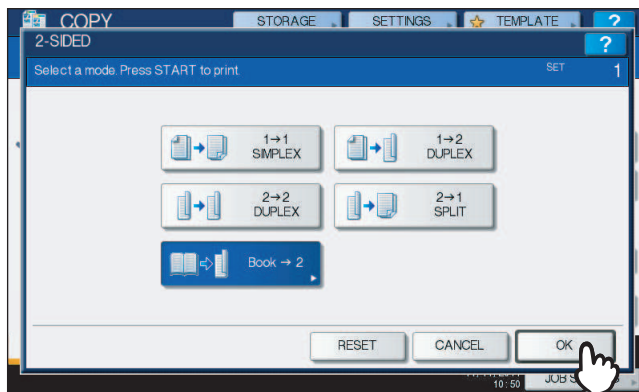 COPY
STORAGE
SETTINGS
TEMPLATE
?
2-SIDED
?
Select a mode. Press START to print.
SET
1
1→1
SIMPLEX
1→2
DUPLEX
2→2
DUPLEX
2→1
SPLIT
Book → 2
RESET
CANCEL
OK
10:50